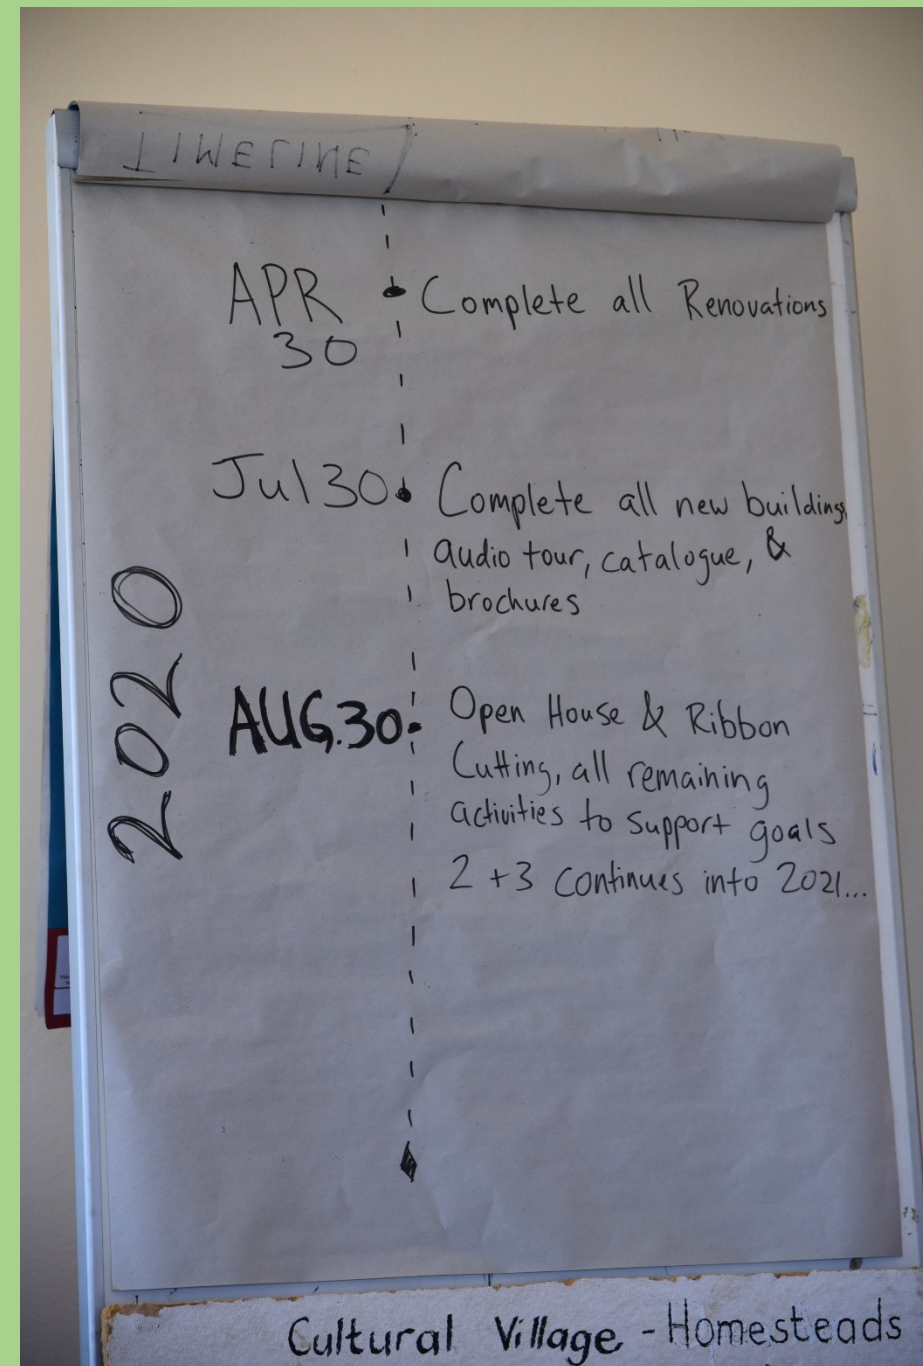 TIMELINE
APR
30
Complete all Renovations
Jul 30
Complete all new buildings,
audio tour, catalogue, &
brochures
2020
AUG.30
Open House & Ribbon
Cutting, all remaining
activities to support goals
2 + 3 continues into 2021...
Cultural Village - Homesteads